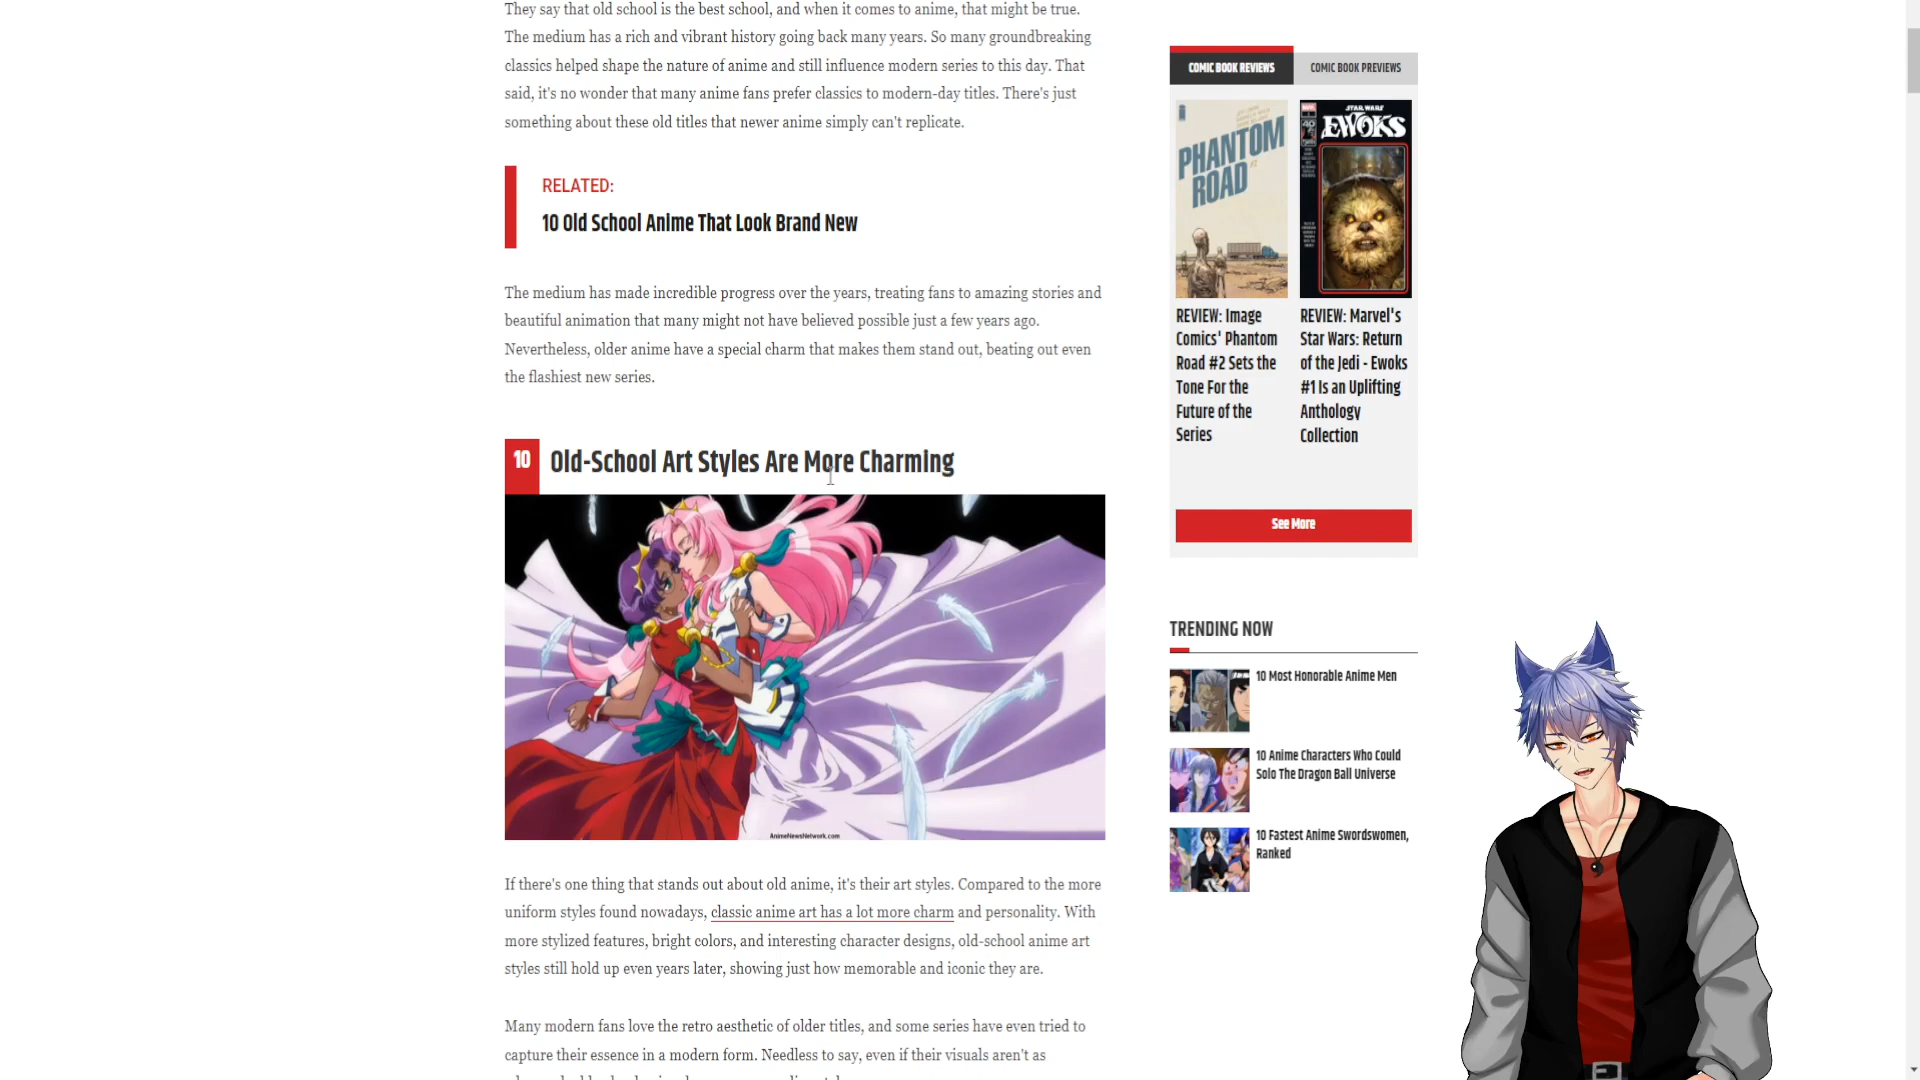 They say that old school is the best school, and when it comes to anime, that might be true.
The medium has a rich and vibrant history going back many years. So many groundbreaking
classics helped shape the nature of anime and still influence modern series to this day. That
said, it's no wonder that many anime fans prefer classics to modern-day titles. There's just
something about these old titles that newer anime simply can't replicate.
RELATED:
10 Old School Anime That Look Brand New
The medium has made incredible progress over the years, treating fans to amazing stories and
beautiful animation that many might not have believed possible just a few years ago.
Nevertheless, older anime have a special charm that makes them stand out, beating out even
the flashiest new series.
10 Old-School Art Styles Are More Charming
AnimeNewsNetwork.com
If there's one thing that stands out about old anime, it's their art styles. Compared to the more
uniform styles found nowadays, classic anime art has a lot more charm and personality. With
more stylized features, bright colors, and interesting character designs, old-school anime art
styles still hold up even years later, showing just how memorable and iconic they are.
Many modern fans love the retro aesthetic of older titles, and some series have even tried to
capture their essence in a modern form. Needless to say, even if their visuals aren't as
COMIC BOOK REVIEWS
COMIC BOOK PREVIEWS
PHANTOM
ROAD
MARVEL
STAR WARS
EWOKS
40
REVIEW: Image
Comics' Phantom
Road #2 Sets the
Tone For the
Future of the
Series
REVIEW: Marvel's
Star Wars: Return
of the Jedi - Ewoks
#1 Is an Uplifting
Anthology
Collection
See More
TRENDING NOW
10 Most Honorable Anime Men
10 Anime Characters Who Could
Solo The Dragon Ball Universe
10 Fastest Anime Swordswomen,
Ranked